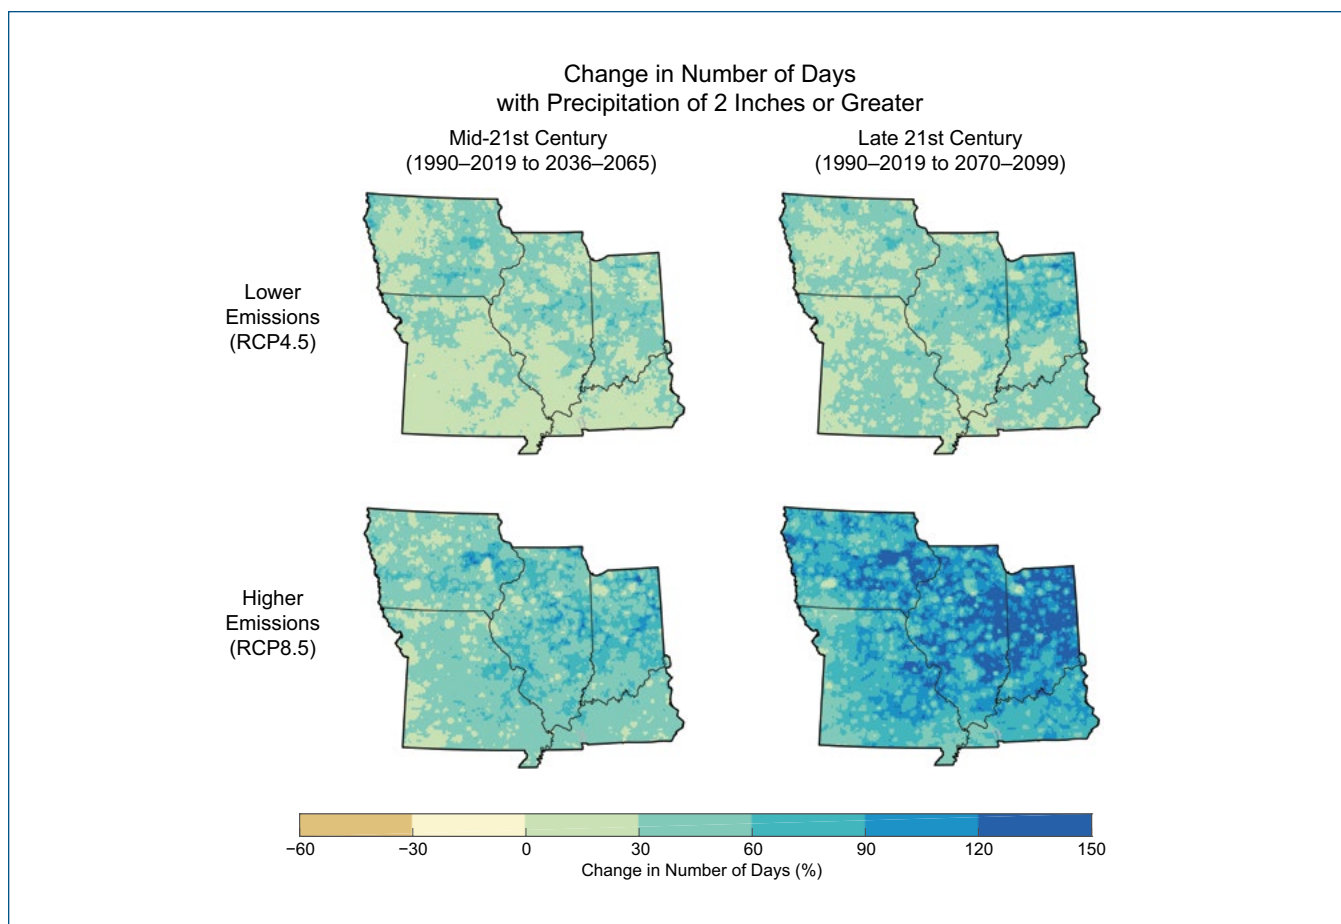 Change in Number of Days
with Precipitation of 2 Inches or Greater
Mid-21st Century
(1990–2019 to 2036–2065)
Late 21st Century
(1990–2019 to 2070–2099)
Lower
Emissions
(RCP4.5)
Higher
Emissions
(RCP8.5)
−60 −30 0 30 60 90 120 150
Change in Number of Days (%)